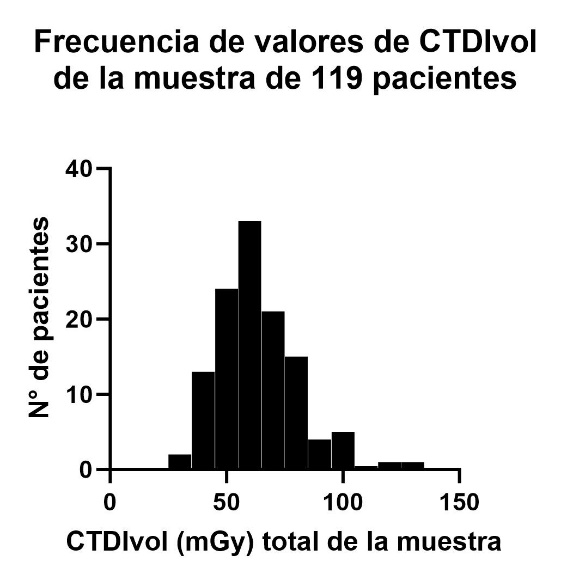 Frecuencia de valores de CTDIvol
de la muestra de 119 pacientes
40
30
20
10
0
N° de pacientes
0 50 100 150
CTDIvol (mGy) total de la muestra